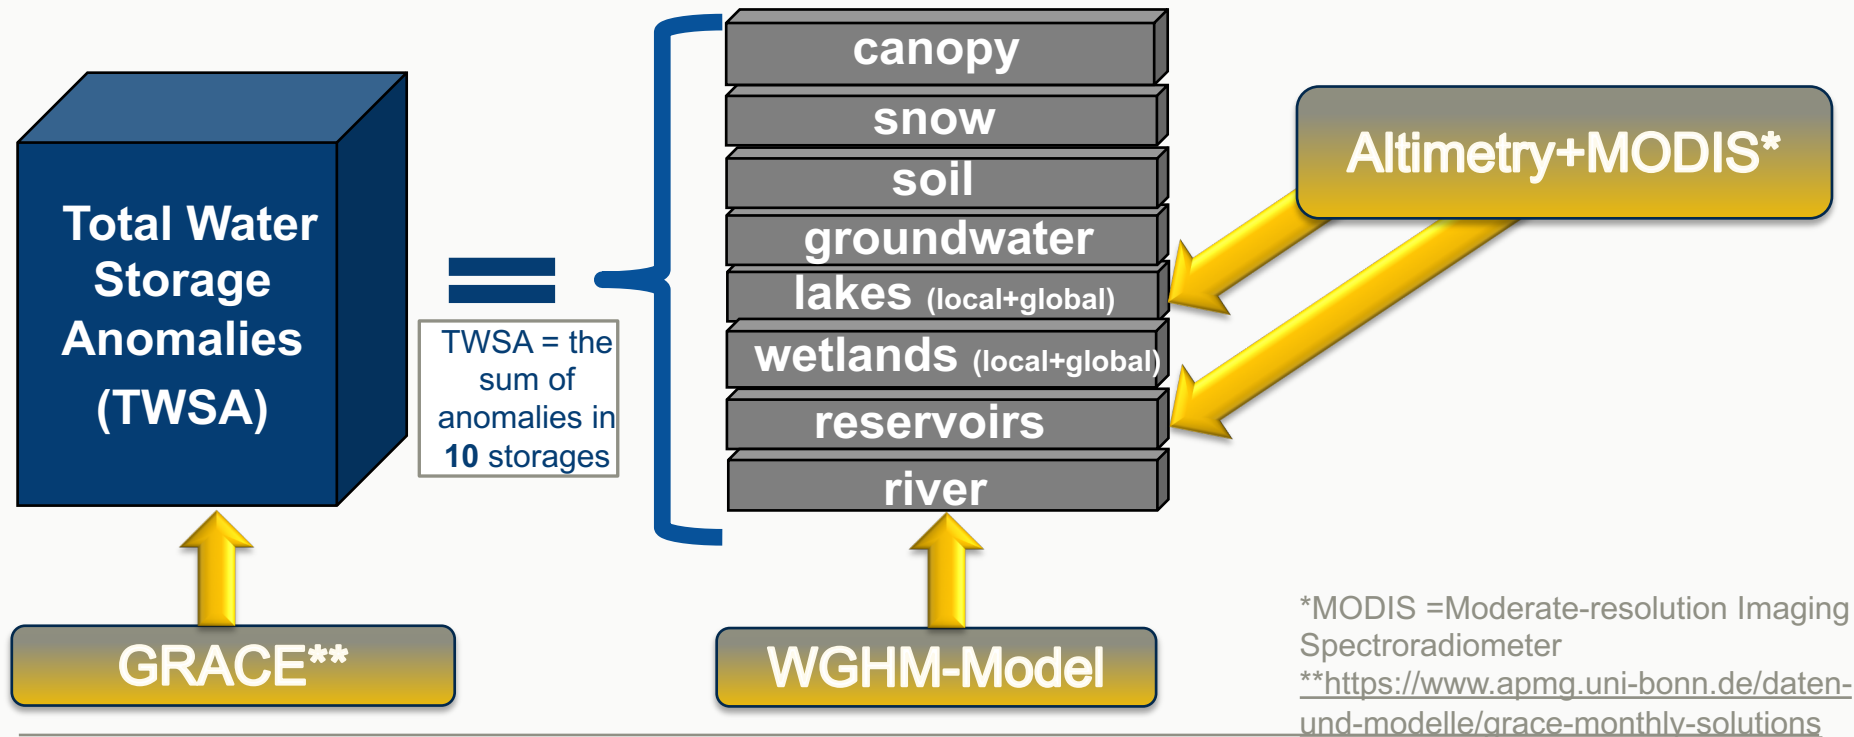 Total Water
Storage
Anomalies
(TWSA)
TWSA = the
sum of
anomalies in
10 storages
canopy
snow
soil
groundwater
lakes (local+global)
wetlands (local+global)
reservoirs
river
Altimetry+MODIS*
GRACE**
WGHM-Model
*MODIS =Moderate-resolution Imaging
Spectroradiometer
**https://www.apmg.uni-bonn.de/daten-
und-modelle/grace-monthly-solutions